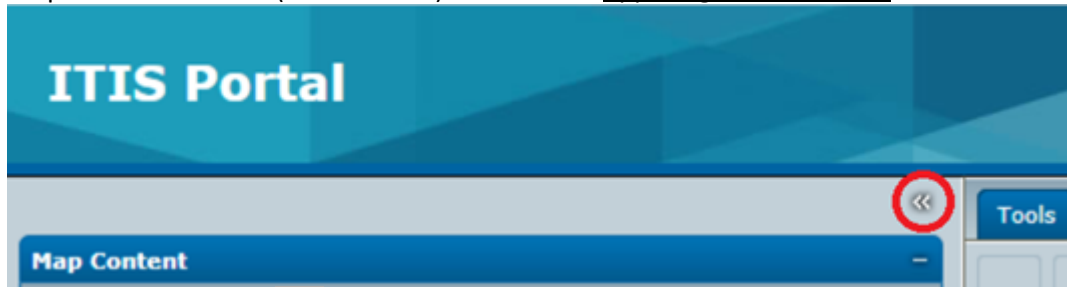 ITIS Portal
«
Tools
Map Content
–